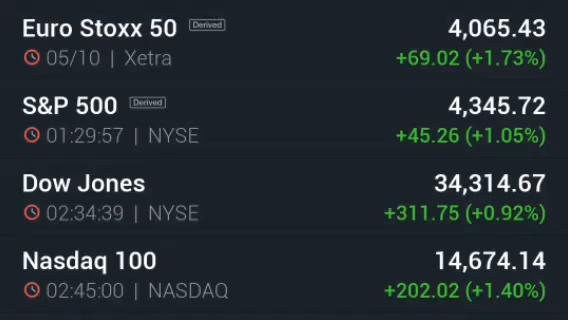 Euro Stoxx 50 Derived 4,065.43
05/10 | Xetra +69.02 (+1.73%)
S&P 500 Derived 4,345.72
01:29:57 | NYSE +45.26 (+1.05%)
Dow Jones 34,314.67
02:34:39 | NYSE +311.75 (+0.92%)
Nasdaq 100 14,674.14
02:45:00 | NASDAQ +202.02 (+1.40%)